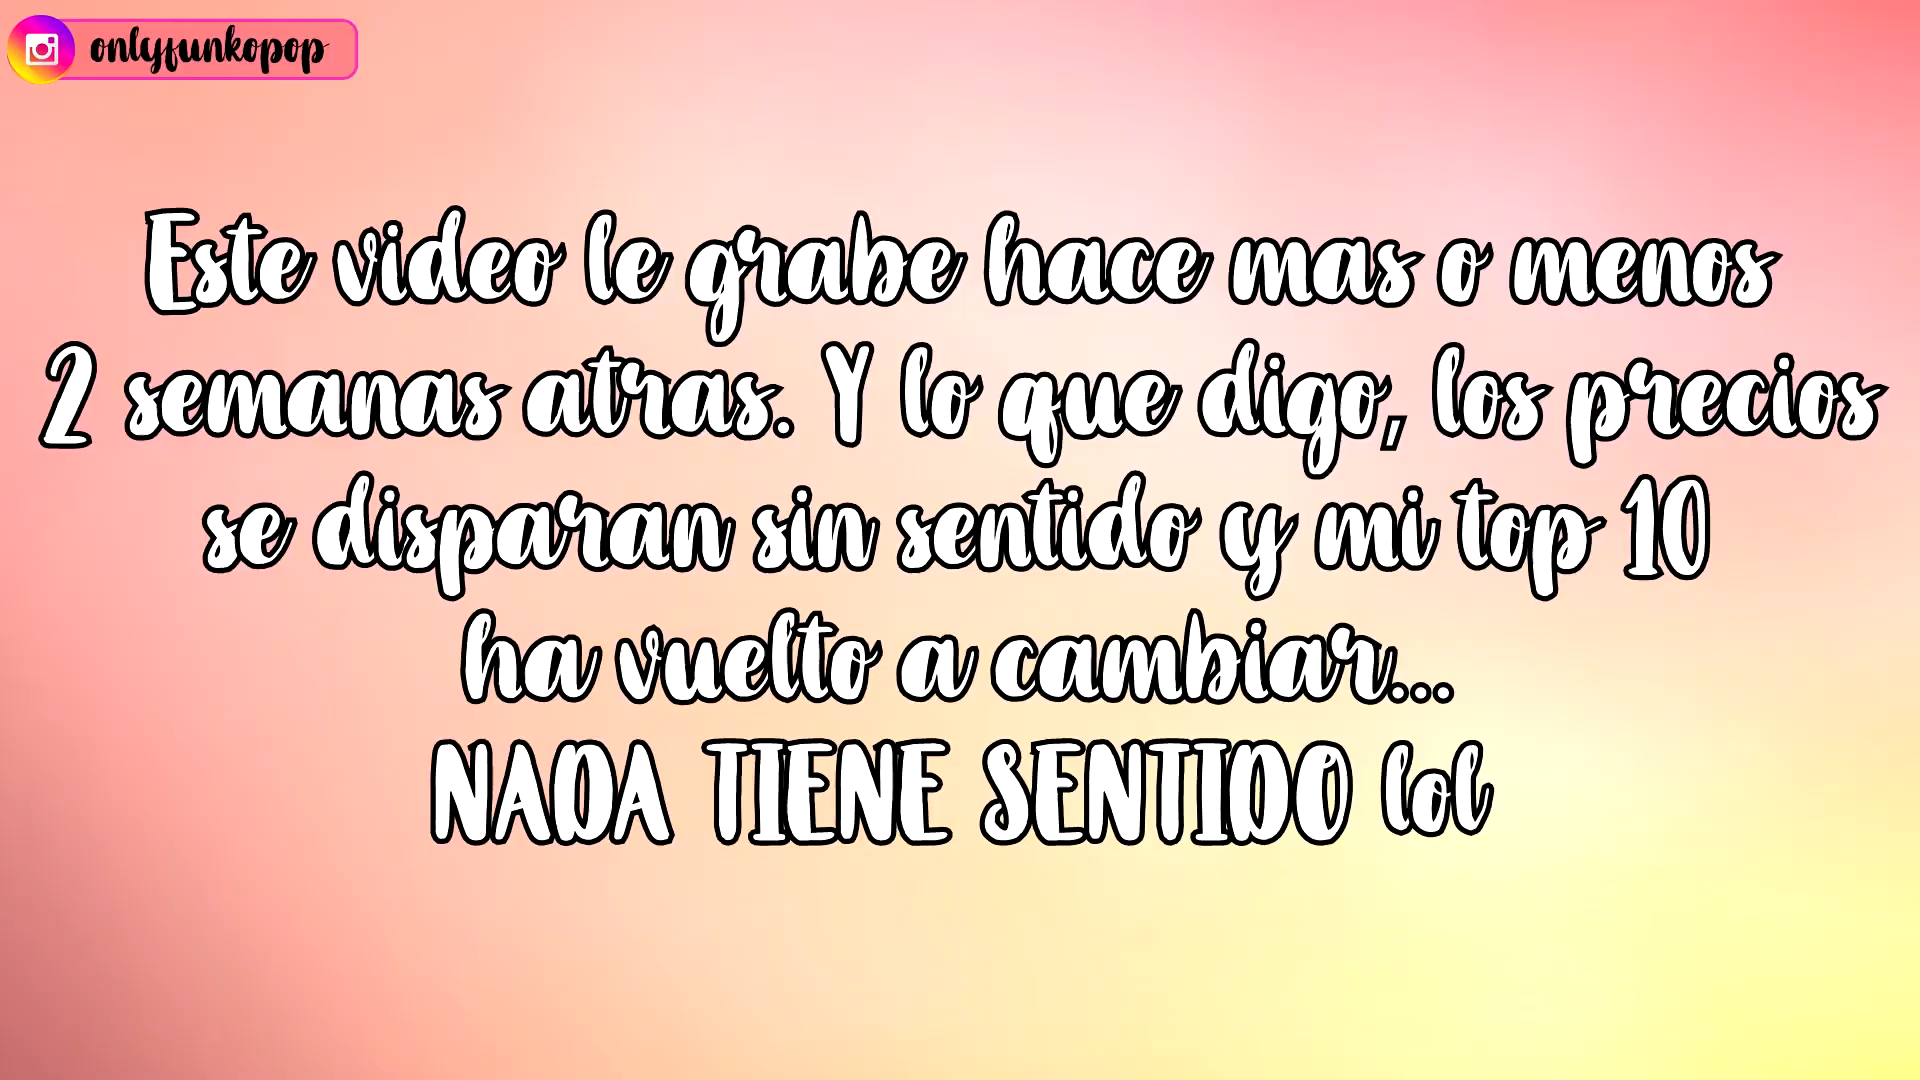 onlyfunkopop
Este video le grabe hace mas o menos
2 semanas atras. Y lo que digo, los precios
se disparan sin sentido y mi top 10
ha vuelto a cambiar...
NADA TIENE SENTIDO lol